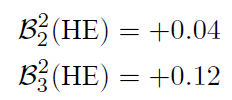 $\mathcal{B}_2^2(\mathrm{HE}) = +0.04$
$\mathcal{B}_3^2(\mathrm{HE}) = +0.12$